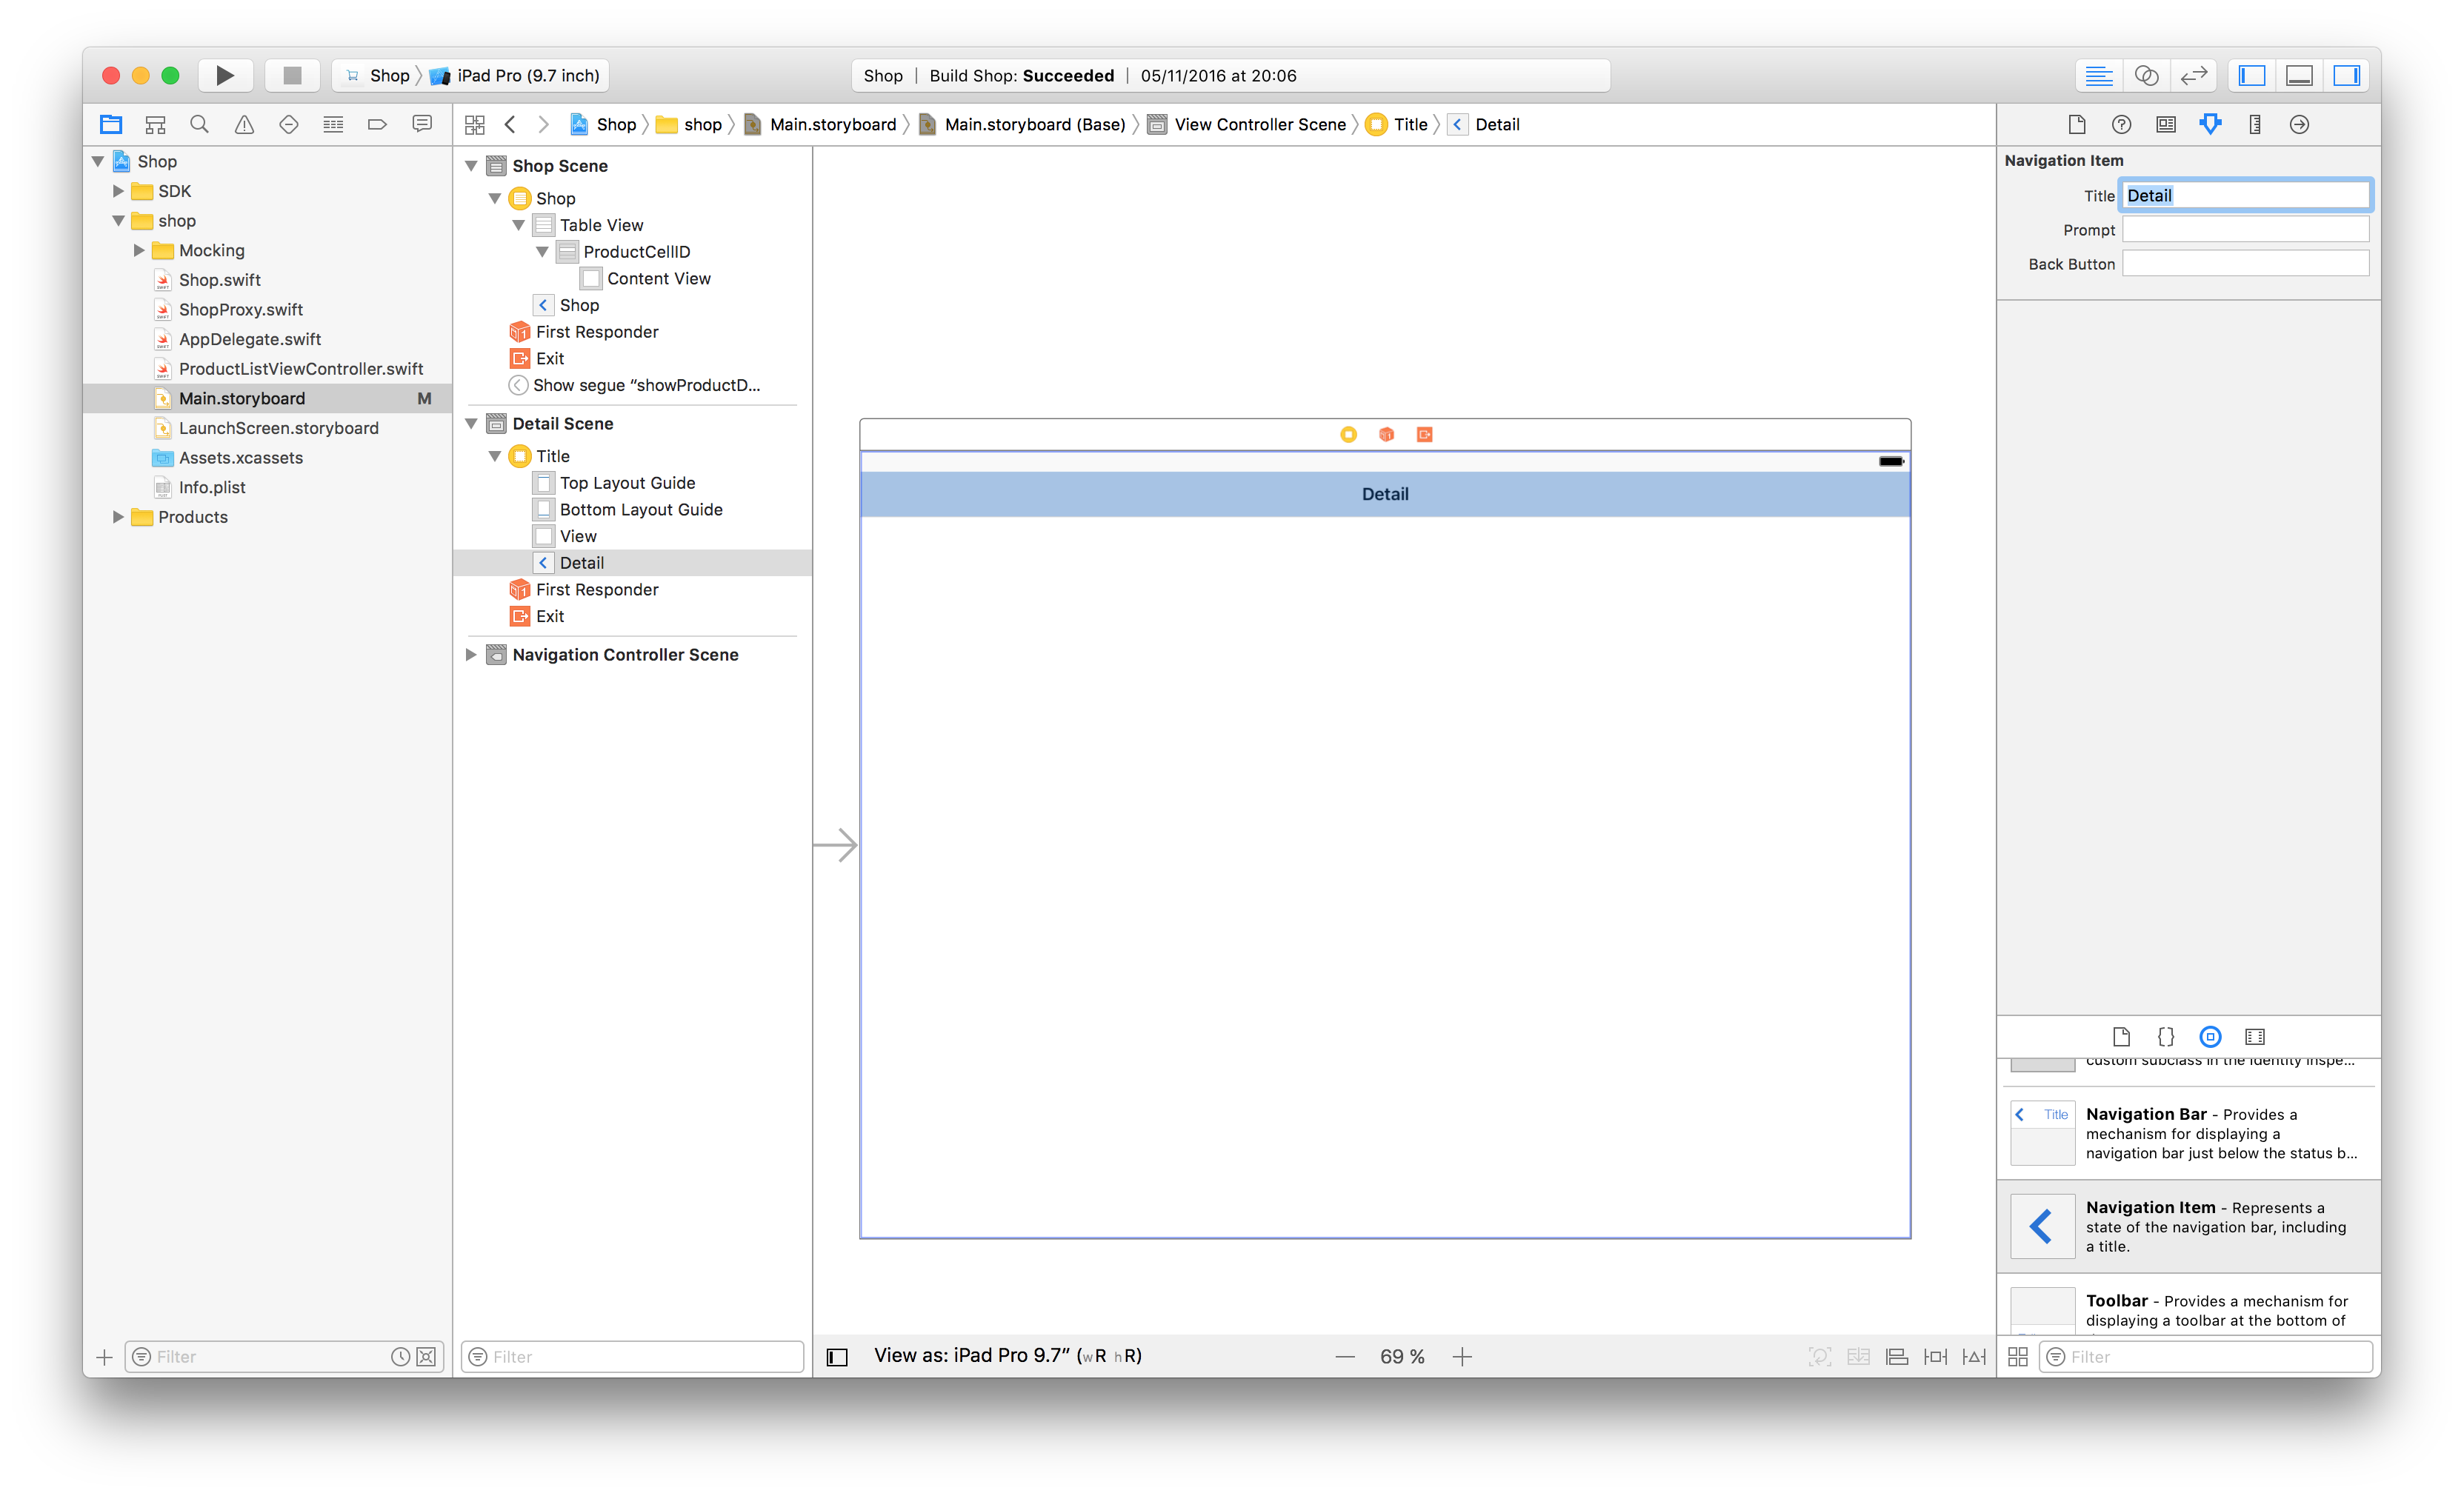 Shop
iPad Pro (9.7 inch)
Shop | Build Shop: Succeeded | 05/11/2016 at 20:06
Shop
shop
Main.storyboard
Main.storyboard (Base)
View Controller Scene
Title
Detail
Shop
SDK
shop
Mocking
Shop.swift
ShopProxy.swift
AppDelegate.swift
ProductListViewController.swift
Main.storyboard M
LaunchScreen.storyboard
Assets.xcassets
Info.plist
Products
Filter
Shop Scene
Shop
Table View
ProductCellID
Content View
Shop
First Responder
Exit
Show segue “showProductD...
Detail Scene
Title
Top Layout Guide
Bottom Layout Guide
View
Detail
First Responder
Exit
Navigation Controller Scene
Filter
Detail
View as: iPad Pro 9.7” (wR hR)
69 %
Navigation Item
Title Detail
Prompt
Back Button
custom subclass in the Identity Inspe...
Title
Navigation Bar - Provides a
mechanism for displaying a
navigation bar just below the status b...
Navigation Item - Represents a
state of the navigation bar, including
a title.
Toolbar - Provides a mechanism for
displaying a toolbar at the bottom of
Filter